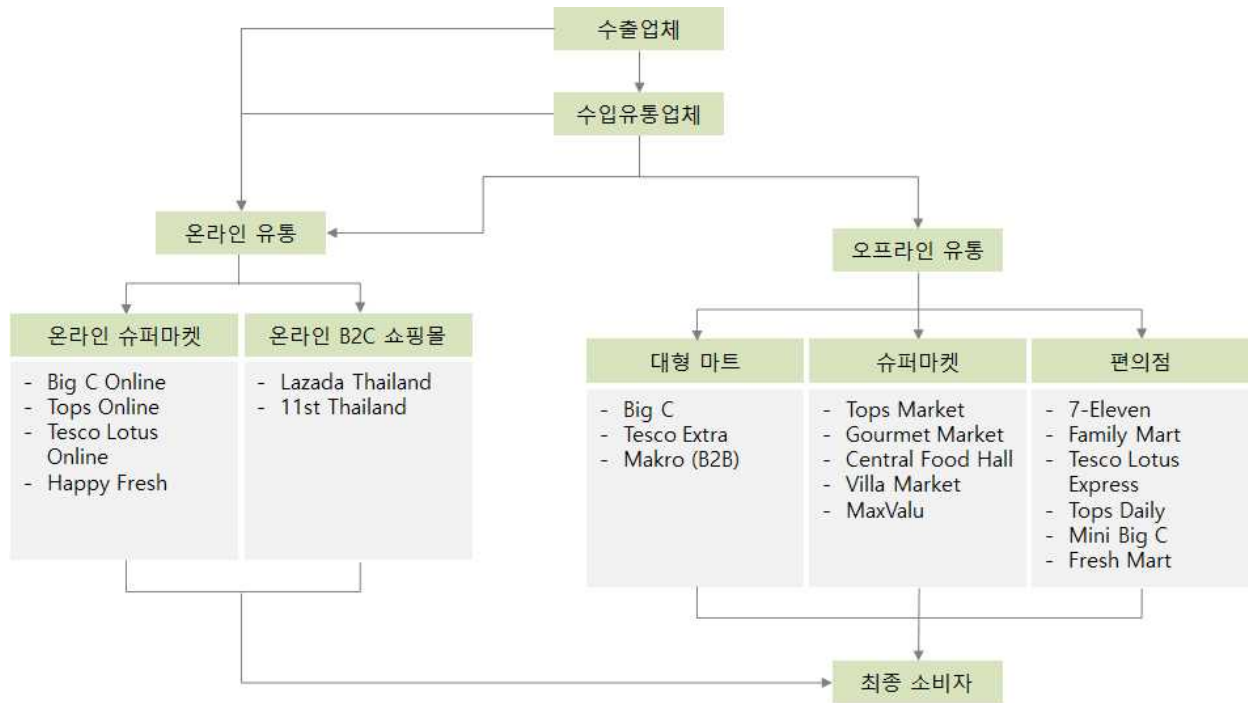 수출업체
수입유통업체
온라인 유통
오프라인 유통
온라인 슈퍼마켓
- Big C Online
- Tops Online
- Tesco Lotus
Online
- Happy Fresh
온라인 B2C 쇼핑몰
- Lazada Thailand
- 11st Thailand
대형 마트
- Big C
- Tesco Extra
- Makro (B2B)
슈퍼마켓
- Tops Market
- Gourmet Market
- Central Food Hall
- Villa Market
- MaxValu
편의점
- 7-Eleven
- Family Mart
- Tesco Lotus
Express
- Tops Daily
- Mini Big C
- Fresh Mart
최종 소비자